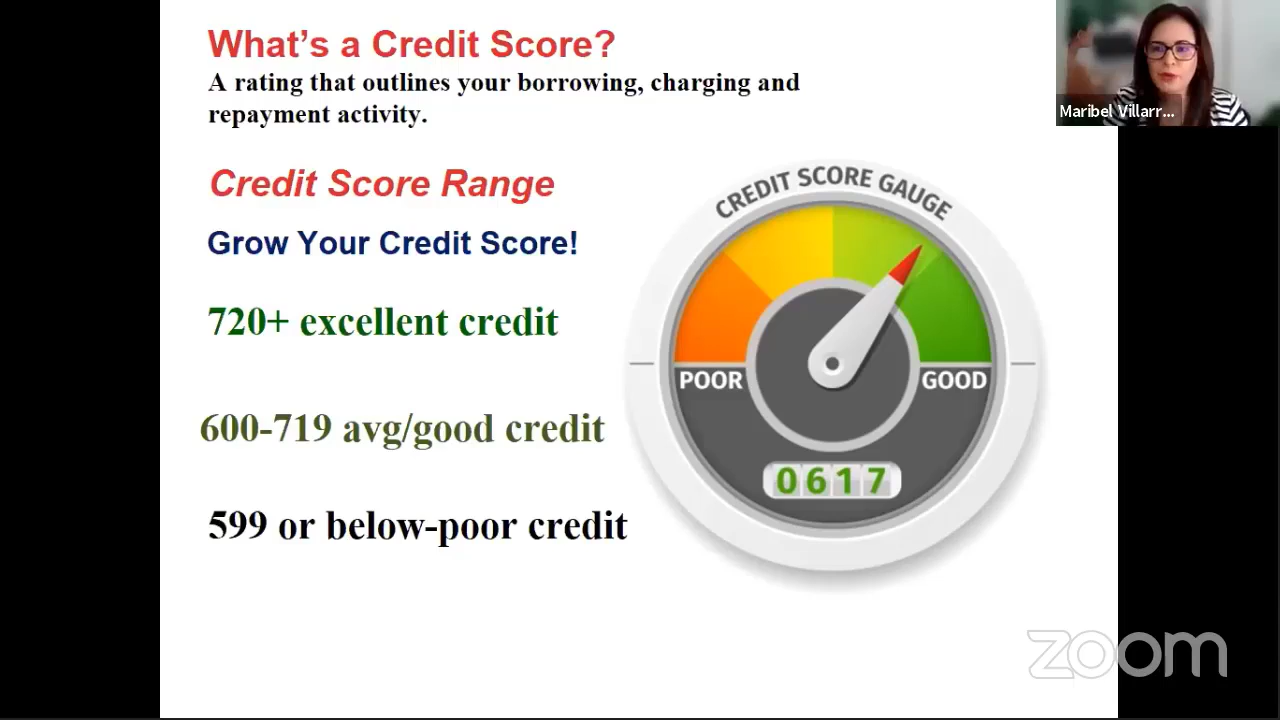 What's a Credit Score?
A rating that outlines your borrowing, charging and
repayment activity.
Maribel Villarr...
Credit Score Range
Grow Your Credit Score!
720+ excellent credit
600-719 avg/good credit
599 or below-poor credit
CREDIT SCORE GAUGE
POOR
GOOD
0617
zoom